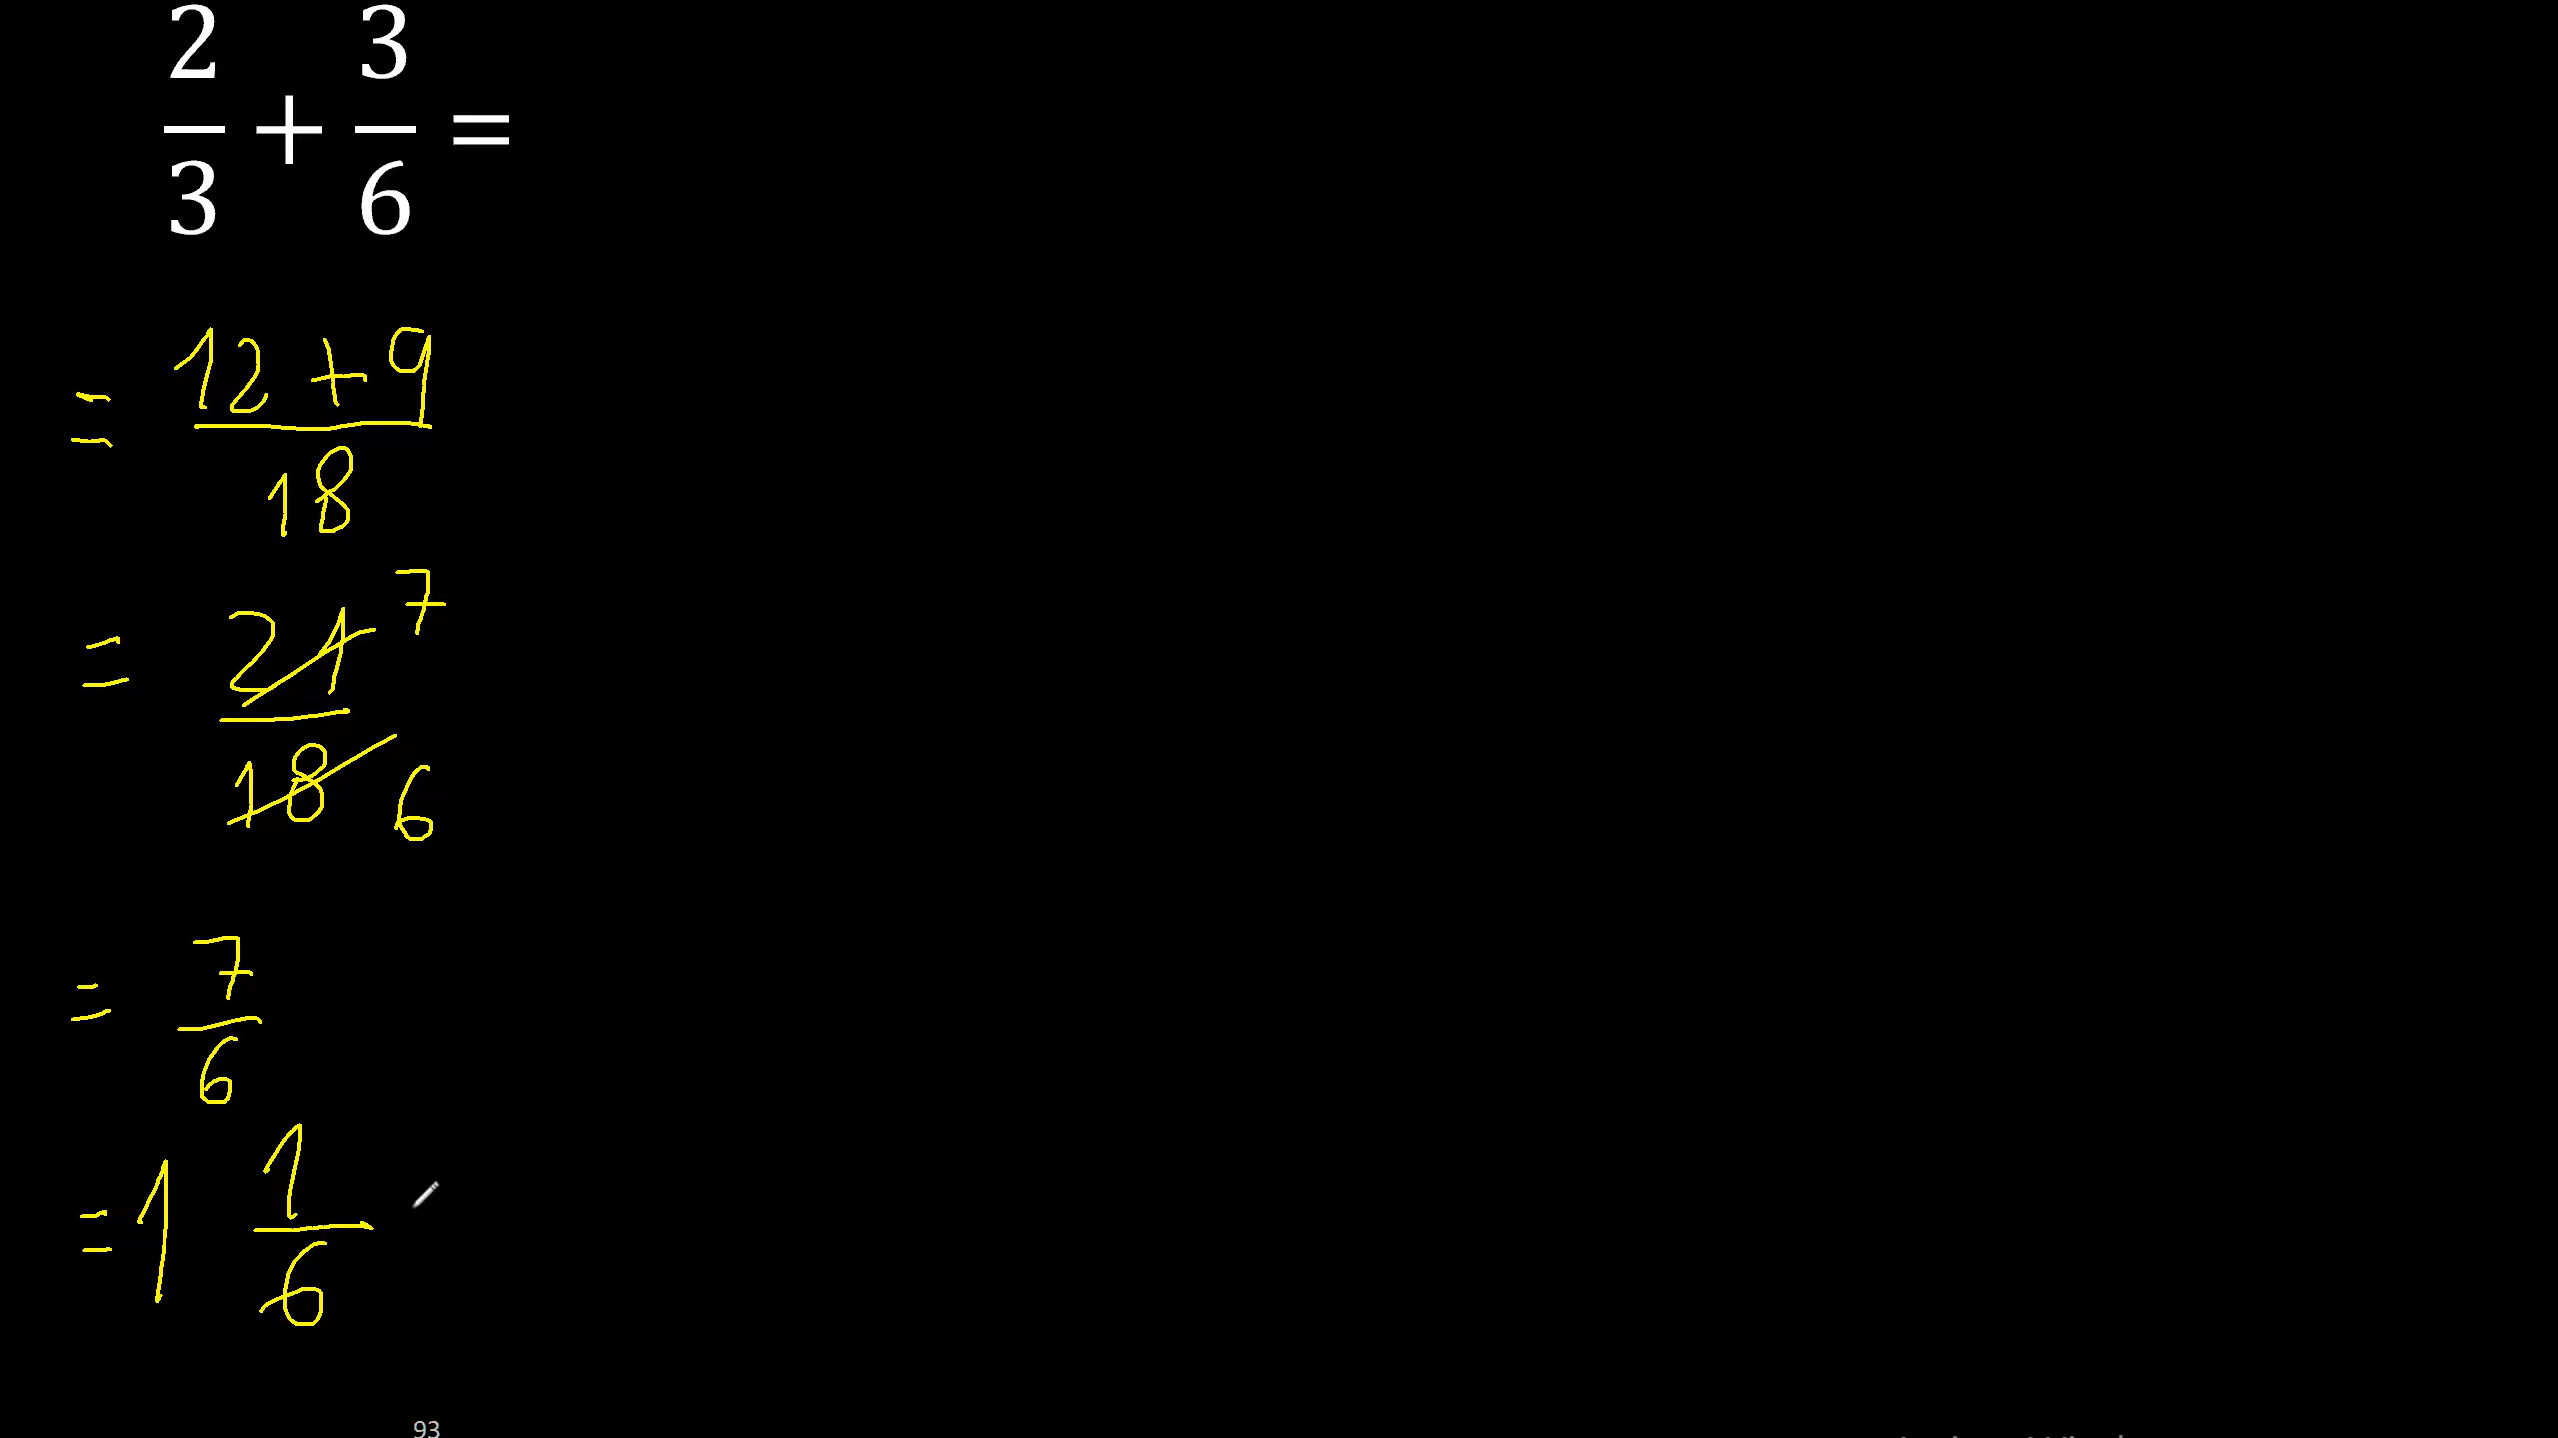 2/3 + 3/6 =
= 12 + 9 / 18
= 21 7 / 18 6
= 7/6
= 1 1/6
93